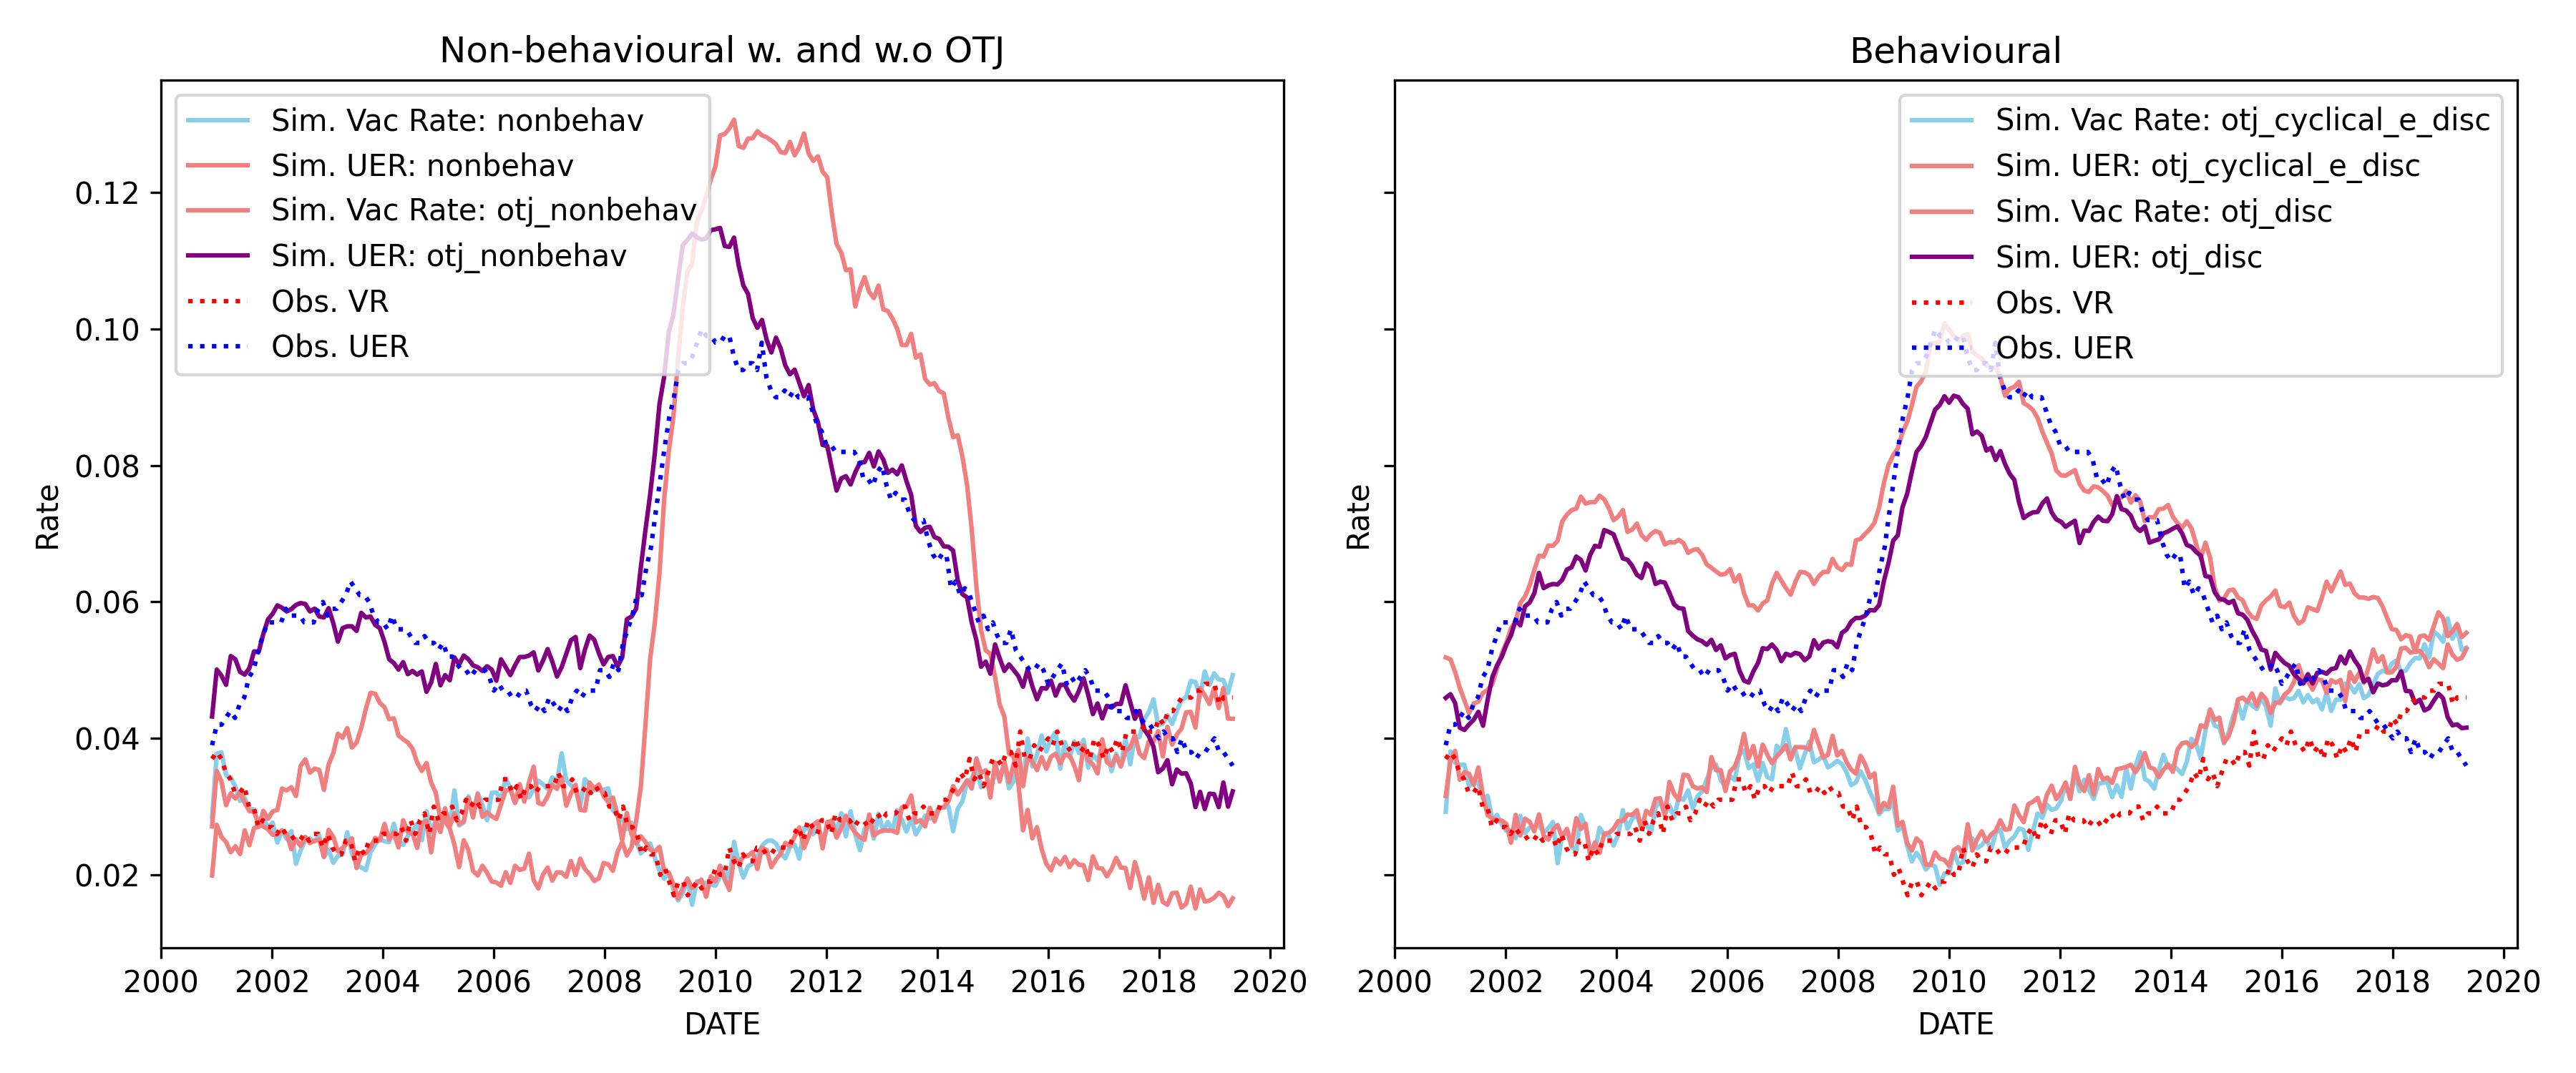 Non-behavioural w. and w.o OTJ
Sim. Vac Rate: nonbehav
Sim. UER: nonbehav
Sim. Vac Rate: otj_nonbehav
Sim. UER: otj_nonbehav
Obs. VR
Obs. UER
0.12
0.10
0.08
0.06
0.04
0.02
Rate
2000 2002 2004 2006 2008 2010 2012 2014 2016 2018 2020
DATE
Behavioural
Sim. Vac Rate: otj_cyclical_e_disc
Sim. UER: otj_cyclical_e_disc
Sim. Vac Rate: otj_disc
Sim. UER: otj_disc
Obs. VR
Obs. UER
Rate
2000 2002 2004 2006 2008 2010 2012 2014 2016 2018 2020
DATE